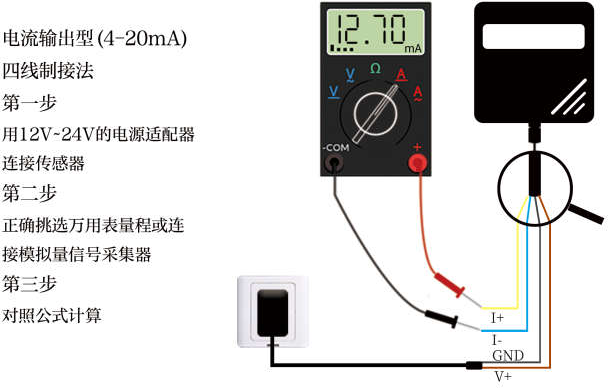 电流输出型(4-20mA)
四线制接法
第一步
用12V~24V的电源适配器
连接传感器
第二步
正确挑选万用表量程或连
接模拟量信号采集器
第三步
对照公式计算
12.70
mA
Ω
V~
A
V
A~
-COM
+
I+
I-
GND
V+